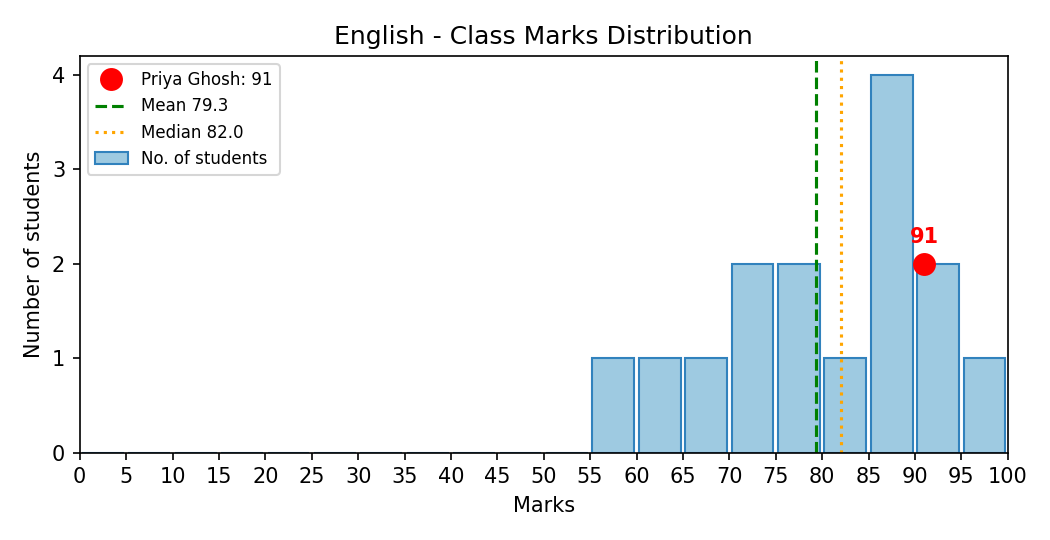 English - Class Marks Distribution
Priya Ghosh: 91
Mean 79.3
Median 82.0
No. of students
91
Number of students
4
3
2
1
0
0 5 10 15 20 25 30 35 40 45 50 55 60 65 70 75 80 85 90 95 100
Marks